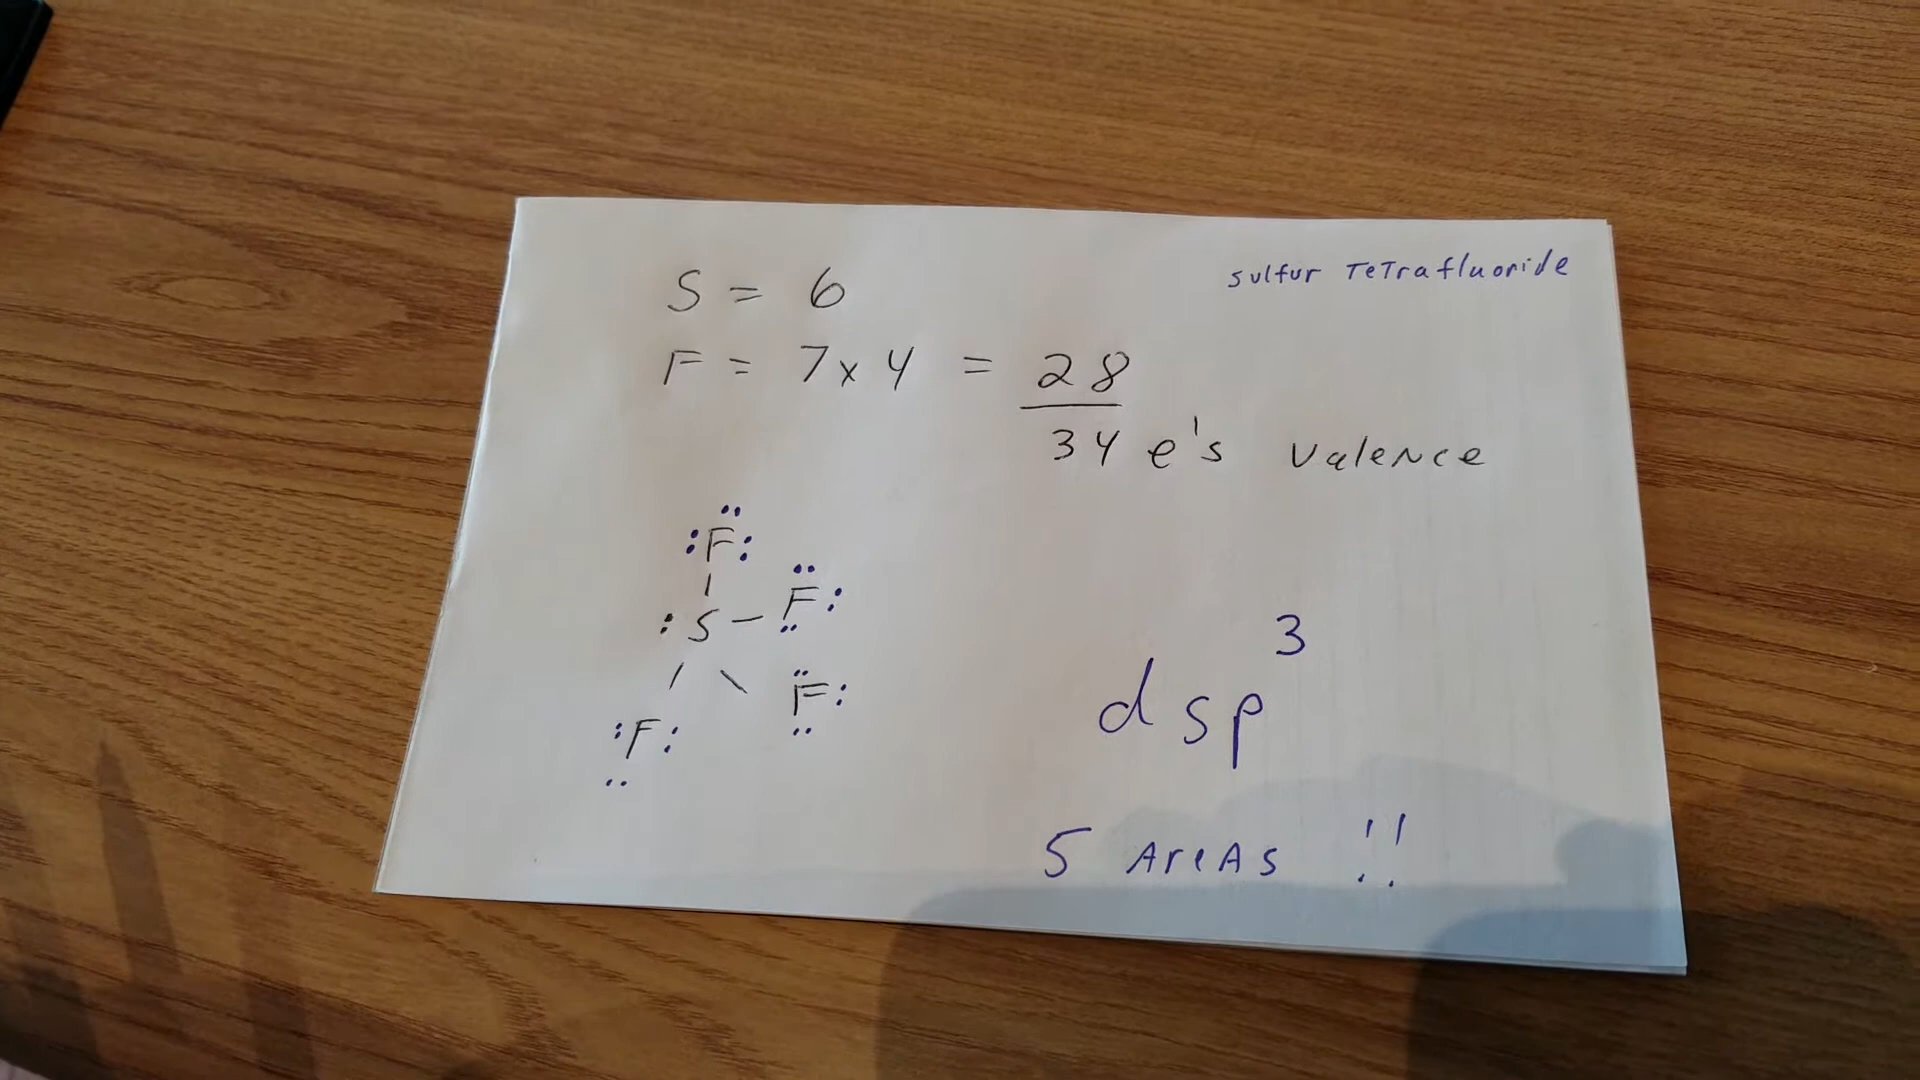 sulfur Tetrafluoride
S = 6
F = 7 x 4 = 28
34 e's valence
:F:
:S — F:
F:
:F:
dsp³
5 AreAs !!